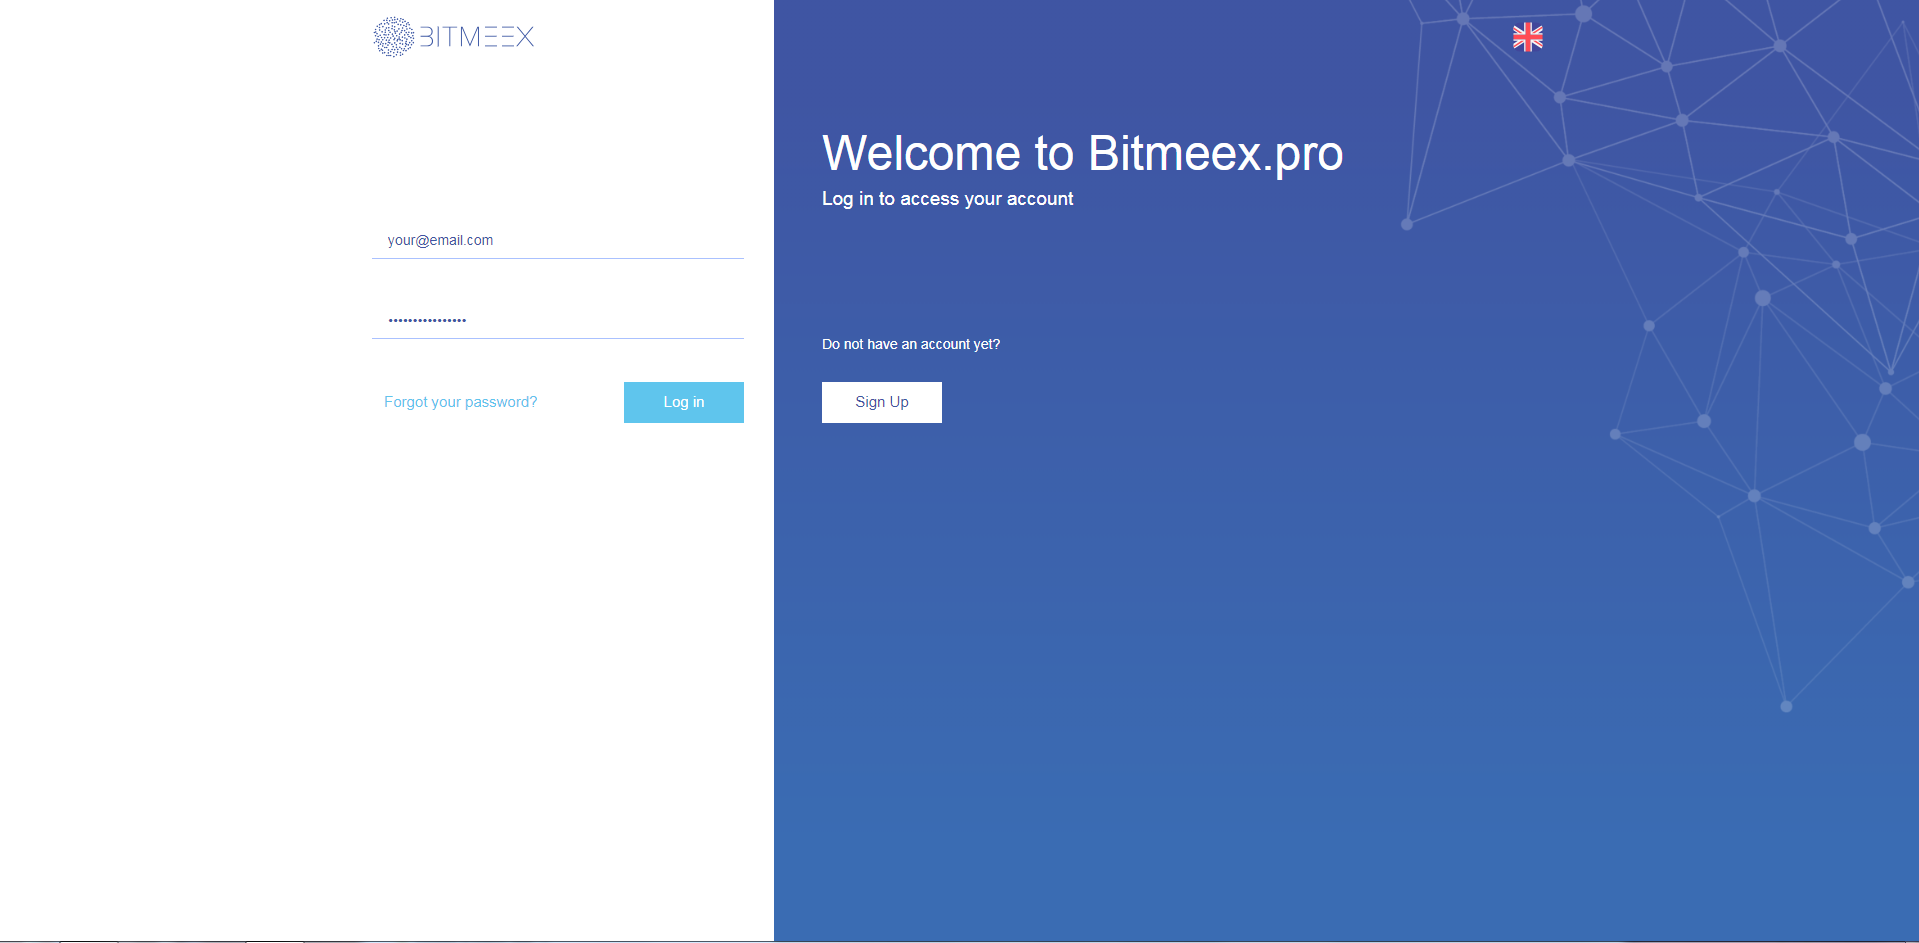 BITMEEX
your@email.com
••••••••••••••••
Forgot your password?
Log in
Welcome to Bitmeex.pro
Log in to access your account
Do not have an account yet?
Sign Up